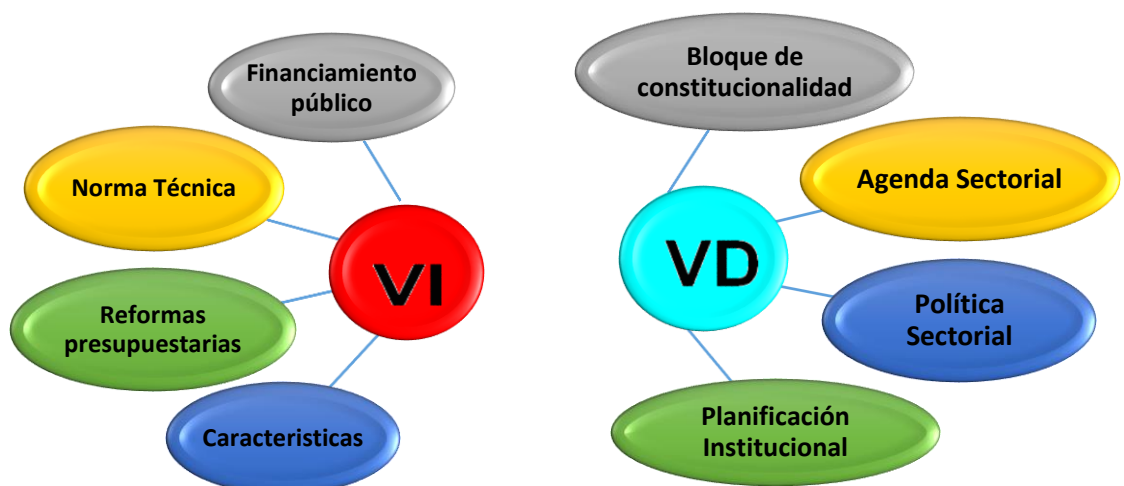 Financiamiento
público
Norma Técnica
VI
Reformas
presupuestarias
Caracteristicas
Bloque de
constitucionalidad
Agenda Sectorial
VD
Política
Sectorial
Planificación
Institucional